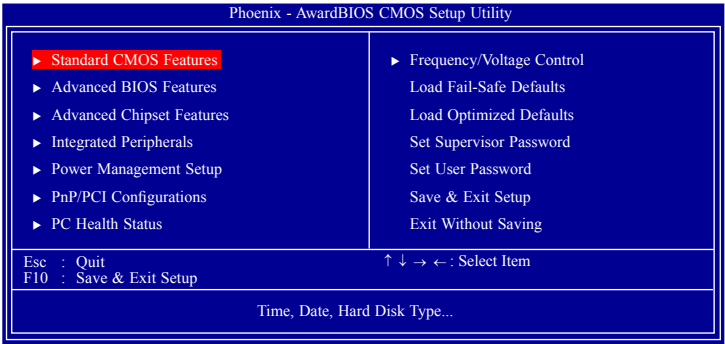 Phoenix - AwardBIOS CMOS Setup Utility
▶ Standard CMOS Features
▶ Advanced BIOS Features
▶ Advanced Chipset Features
▶ Integrated Peripherals
▶ Power Management Setup
▶ PnP/PCI Configurations
▶ PC Health Status
▶ Frequency/Voltage Control
Load Fail-Safe Defaults
Load Optimized Defaults
Set Supervisor Password
Set User Password
Save & Exit Setup
Exit Without Saving
Esc : Quit
F10 : Save & Exit Setup
↑ ↓ → ← : Select Item
Time, Date, Hard Disk Type...